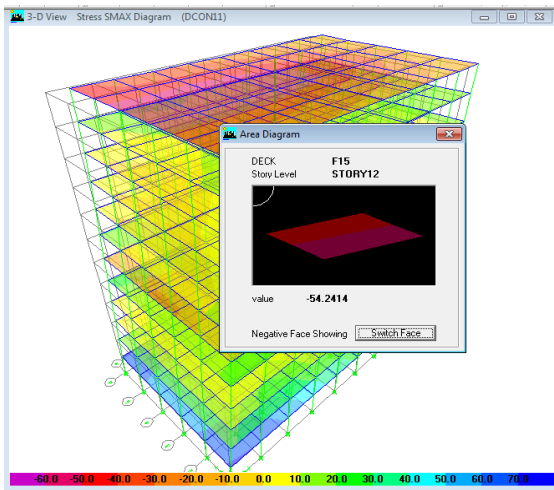 3-D View Stress SMAX Diagram (DCON11)
Area Diagram
DECK F15
Story Level STORY12
value -54.2414
Negative Face Showing Switch Face
-60.0 -50.0 -40.0 -30.0 -20.0 -10.0 0.0 10.0 20.0 30.0 40.0 50.0 60.0 70.0